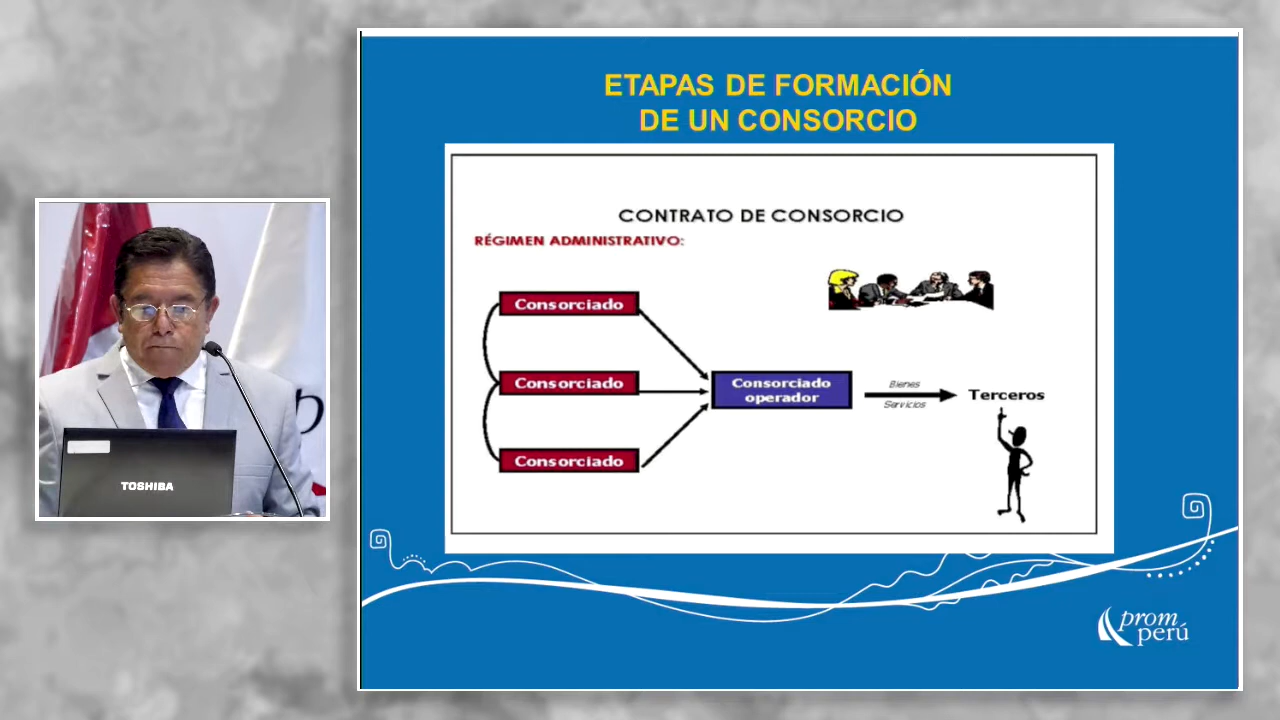 ETAPAS DE FORMACIÓN
DE UN CONSORCIO
CONTRATO DE CONSORCIO
RÉGIMEN ADMINISTRATIVO:
Consorciado
Consorciado
Consorciado
Consorciado
operador
Bienes
Servicios
Terceros
TOSHIBA
prom
perú